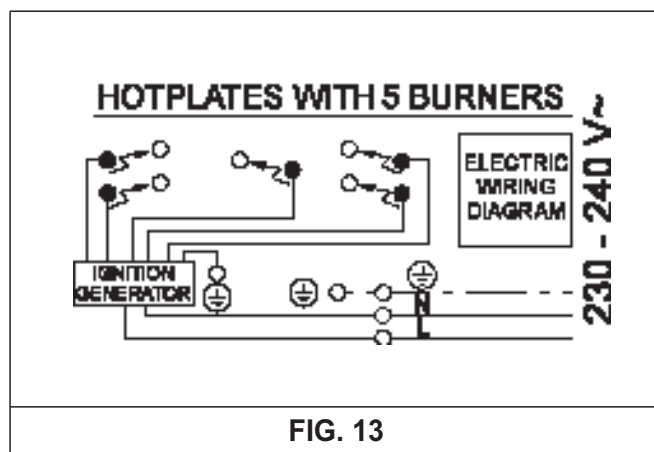 HOTPLATES WITH 5 BURNERS
ELECTRIC
WIRING
DIAGRAM
230 - 240 V~
IGNITION
GENERATOR
N
L
FIG. 13